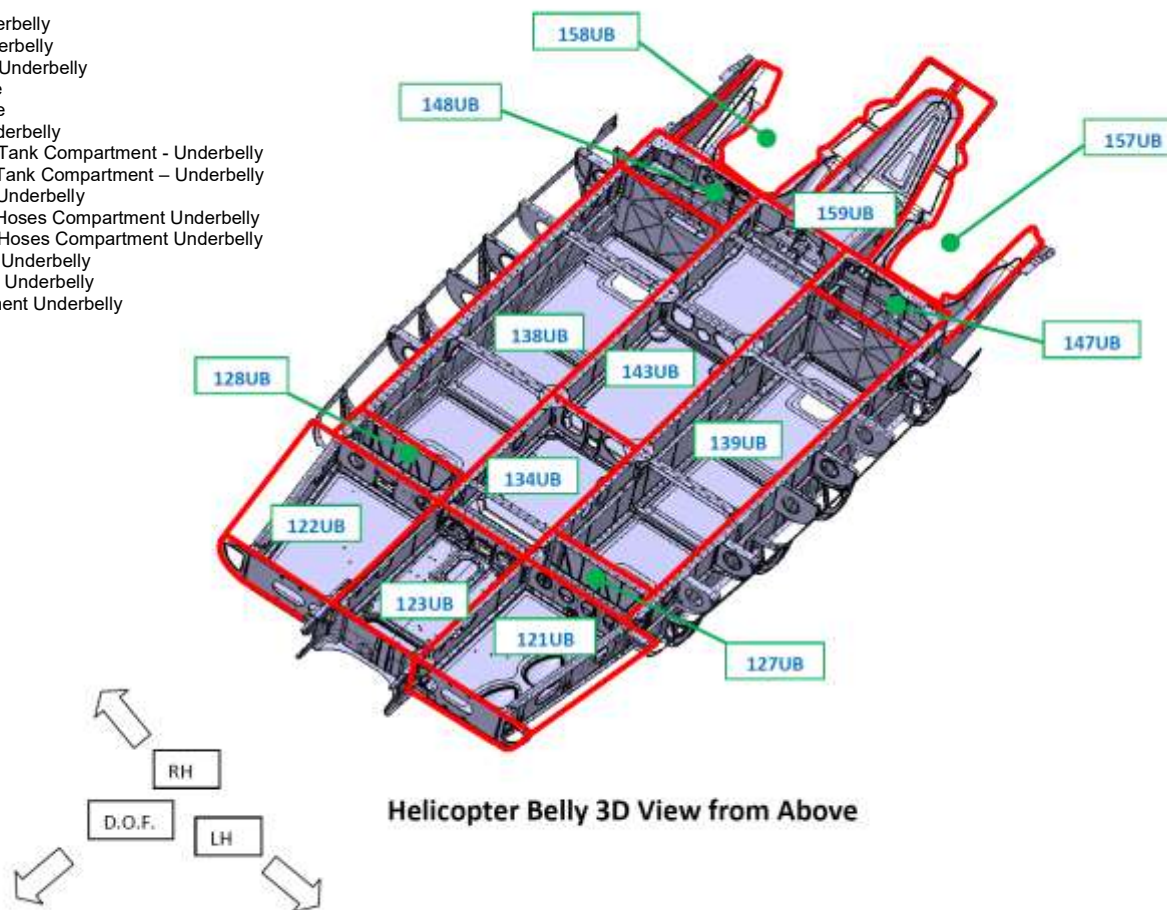 erbelly
erbelly
Underbelly
e
e
derbelly
Tank Compartment - Underbelly
Tank Compartment – Underbelly
Underbelly
Hoses Compartment Underbelly
Hoses Compartment Underbelly
Underbelly
Underbelly
ment Underbelly
158UB
148UB
157UB
159UB
138UB
147UB
128UB
143UB
139UB
134UB
122UB
123UB
121UB
127UB
RH
D.O.F.
LH
Helicopter Belly 3D View from Above